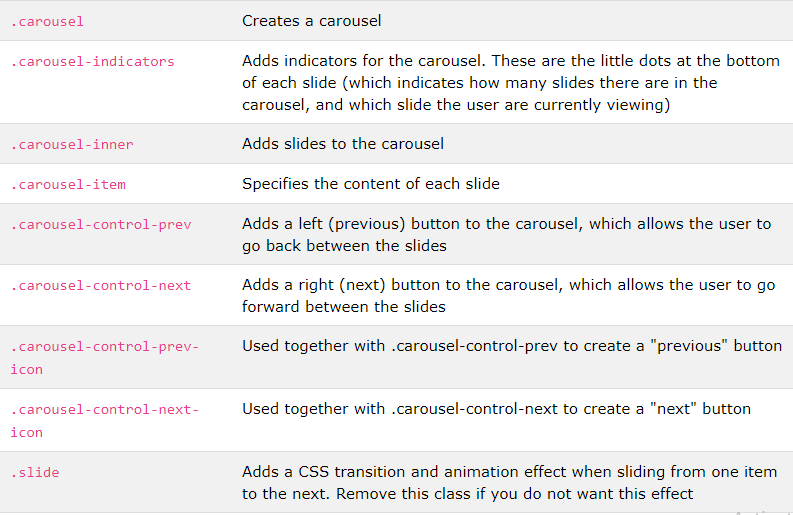 .carousel Creates a carousel
.carousel-indicators Adds indicators for the carousel. These are the little dots at the bottom
of each slide (which indicates how many slides there are in the
carousel, and which slide the user are currently viewing)
.carousel-inner Adds slides to the carousel
.carousel-item Specifies the content of each slide
.carousel-control-prev Adds a left (previous) button to the carousel, which allows the user to
go back between the slides
.carousel-control-next Adds a right (next) button to the carousel, which allows the user to go
forward between the slides
.carousel-control-prev- Used together with .carousel-control-prev to create a "previous" button
icon
.carousel-control-next- Used together with .carousel-control-next to create a "next" button
icon
.slide Adds a CSS transition and animation effect when sliding from one item
to the next. Remove this class if you do not want this effect